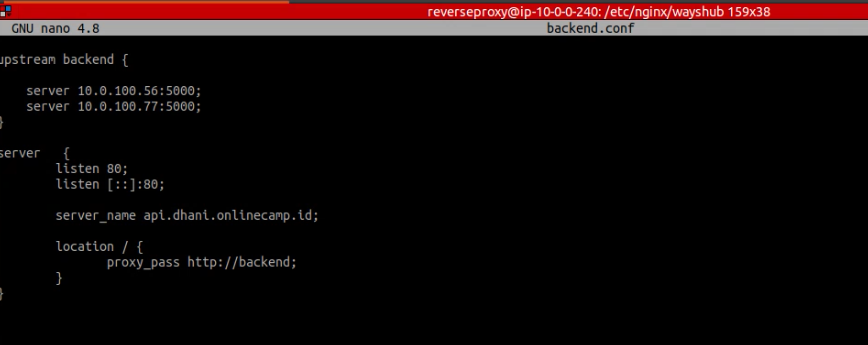 reverseproxy@ip-10-0-0-240: /etc/nginx/wayshub 159x38
GNU nano 4.8 backend.conf
upstream backend {
server 10.0.100.56:5000;
server 10.0.100.77:5000;
}
server {
listen 80;
listen [::]:80;
server_name api.dhani.onlinecamp.id;
location / {
proxy_pass http://backend;
}
}